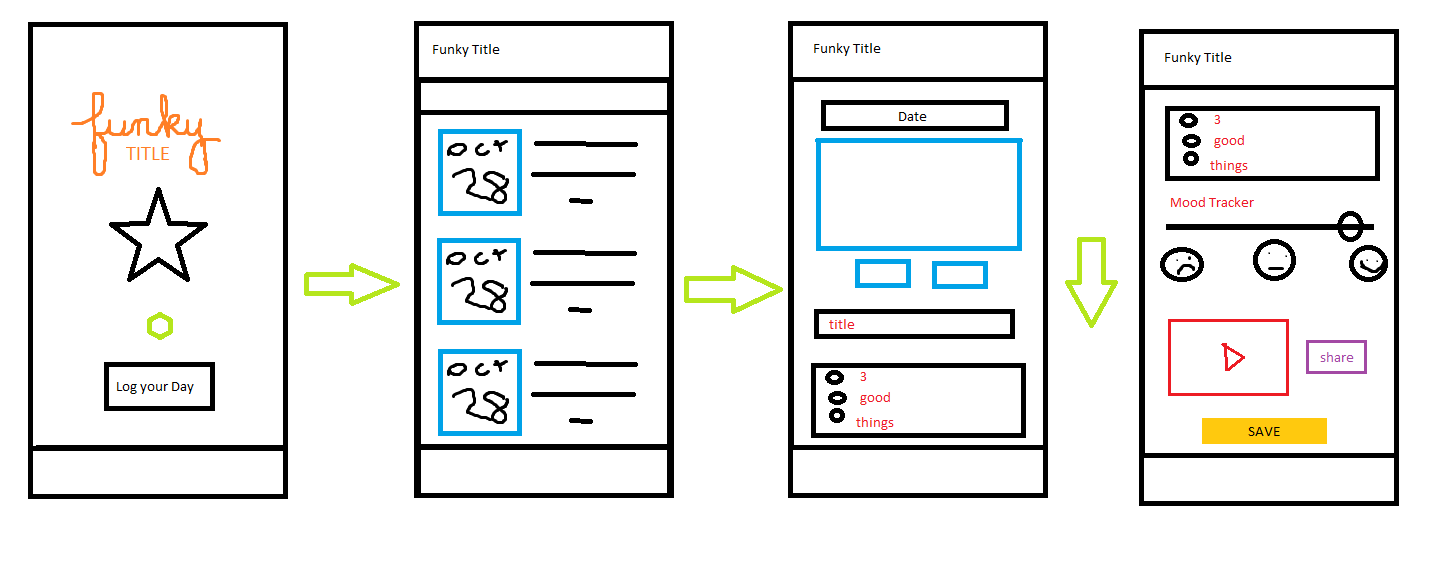 funky
TITLE
Log your Day
Funky Title
OCT
28
OCT
28
OCT
28
Funky Title
Date
title
3
good
things
Funky Title
3
good
things
Mood Tracker
share
SAVE